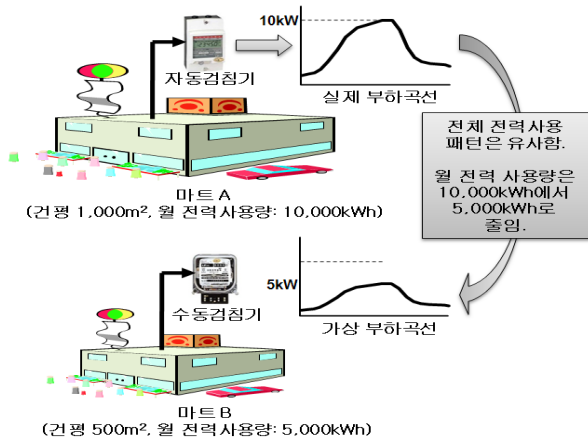 10kW
자동검침기
실제 부하곡선
전체 전력사용
패턴은 유사함.
월 전력 사용량은
10,000kWh에서
5,000kWh로
줄임.
마트 A
(건평 1,000m², 월 전력사용량: 10,000kWh)
5kW
수동검침기
가상 부하곡선
마트 B
(건평 500m², 월 전력사용량: 5,000kWh)